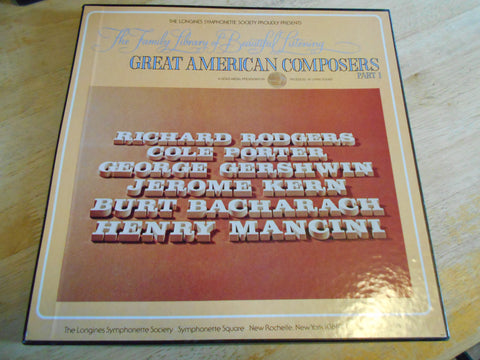 THE LONGINES SYMPHONETTE SOCIETY PROUDLY PRESENTS
The Family Library of Beautiful Listening
GREAT AMERICAN COMPOSERS
PART 1
RICHARD RODGERS
COLE PORTER
GEORGE GERSHWIN
JEROME KERN
BURT BACHARACH
HENRY MANCINI
The Longines Symphonette Society Symphonette Square New Rochelle, New York